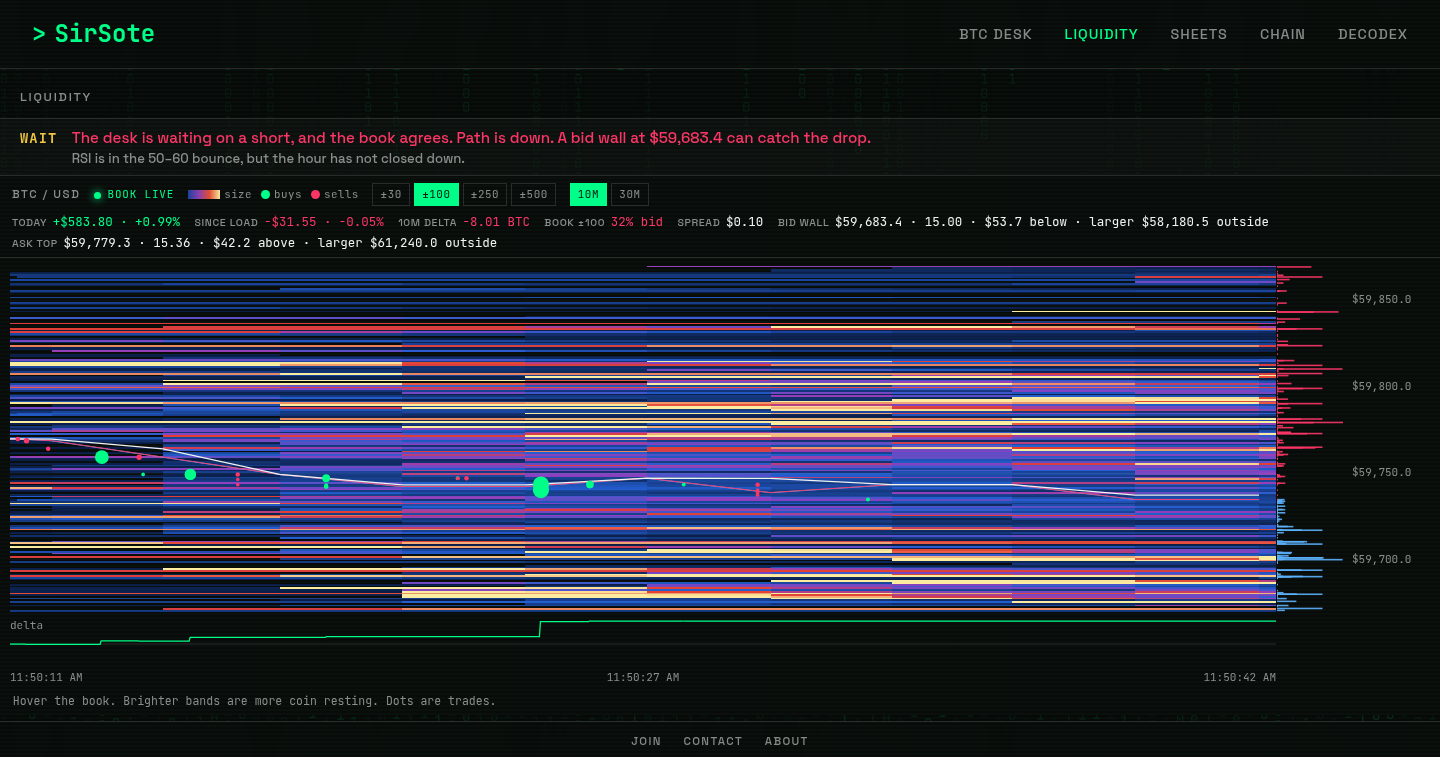 > SirSote
BTC DESK LIQUIDITY SHEETS CHAIN DECODEX
LIQUIDITY
WAIT The desk is waiting on a short, and the book agrees. Path is down. A bid wall at $59,683.4 can catch the drop.
RSI is in the 50–60 bounce, but the hour has not closed down.
BTC / USD BOOK LIVE size buys sells ±30 ±100 ±250 ±500 10M 30M
TODAY +$583.80 · +0.99% SINCE LOAD -$31.55 · -0.05% 10M DELTA -8.01 BTC BOOK ±100 32% bid SPREAD $0.10 BID WALL $59,683.4 · 15.00 · $53.7 below · larger $58,180.5 outside
ASK TOP $59,779.3 · 15.36 · $42.2 above · larger $61,240.0 outside
$59,850.0
$59,800.0
$59,750.0
$59,700.0
delta
11:50:11 AM 11:50:27 AM 11:50:42 AM
Hover the book. Brighter bands are more coin resting. Dots are trades.
JOIN CONTACT ABOUT